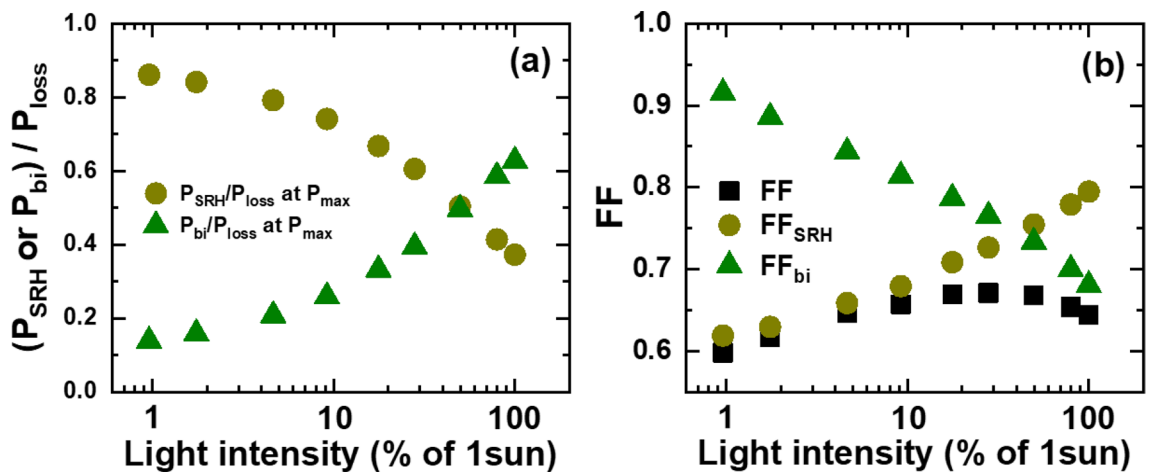 (a)
1.0
0.8
0.6
0.4
0.2
0.0
(P_SRH or P_bi) / P_loss
P_SRH/P_loss at P_max
P_bi/P_loss at P_max
1 10 100
Light intensity (% of 1sun)
(b)
1.0
0.9
0.8
0.7
0.6
FF
FF
FF_SRH
FF_bi
1 10 100
Light intensity (% of 1sun)